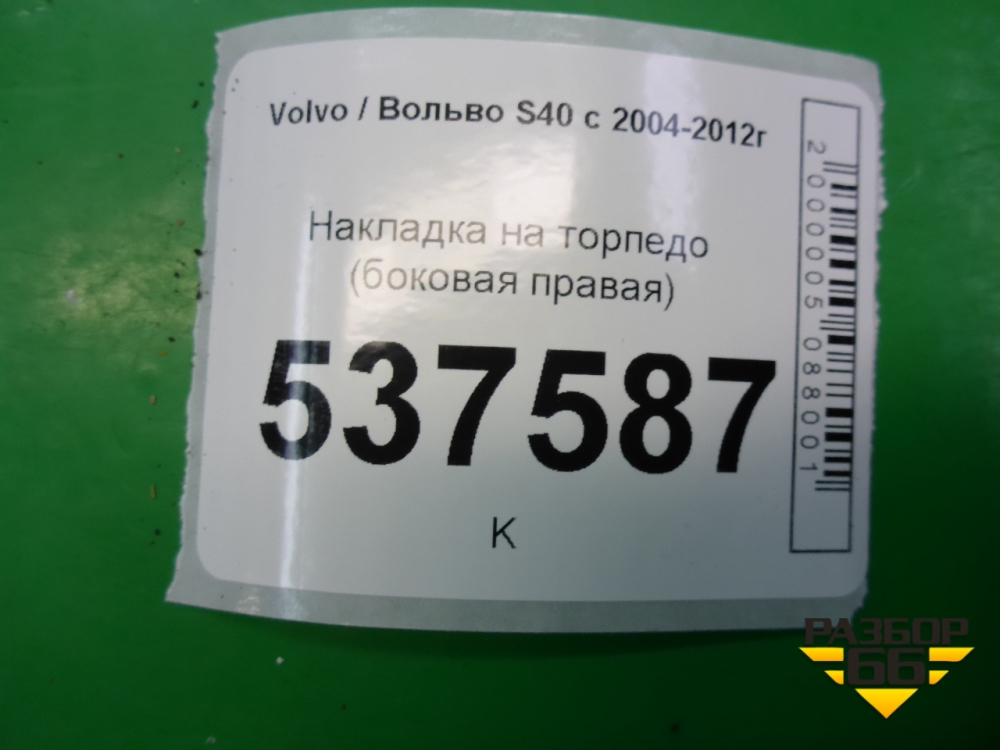 Volvo / Вольво S40 с 2004-2012г
Накладка на торпедо
(боковая правая)
537587
К
2000005088001
РАЗБОР
66